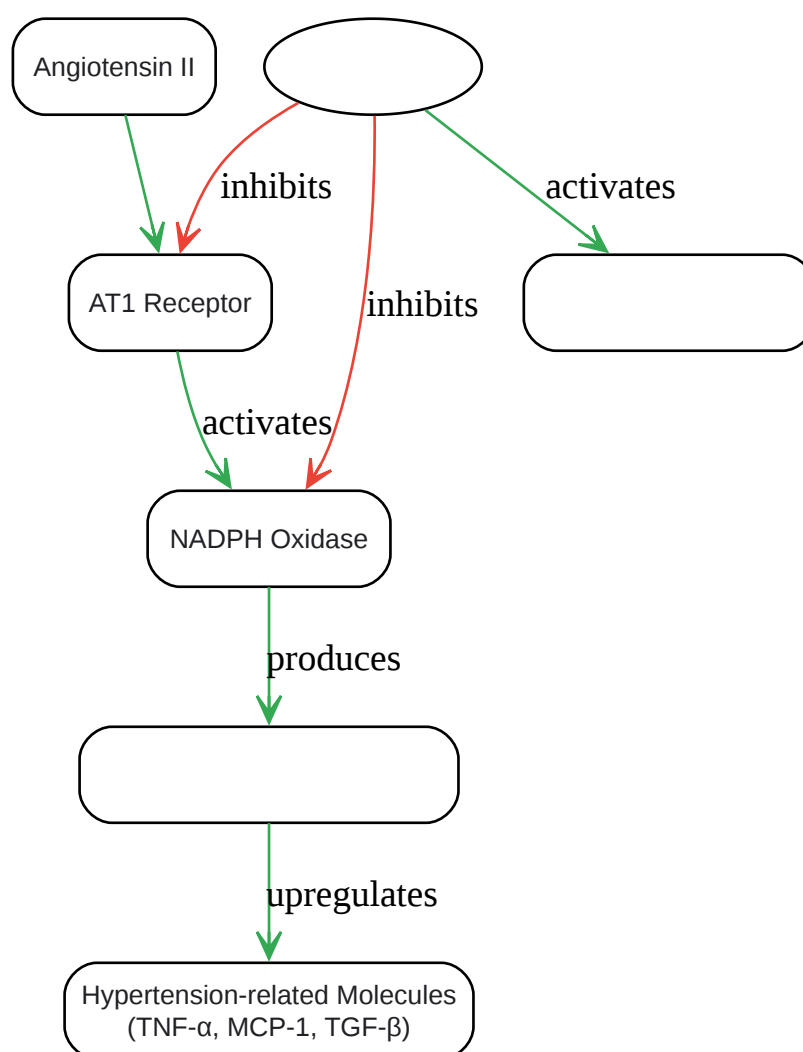 Angiotensin II
inhibits
activates
AT1 Receptor
inhibits
activates
NADPH Oxidase
produces
upregulates
Hypertension-related Molecules
(TNF-α, MCP-1, TGF-β)